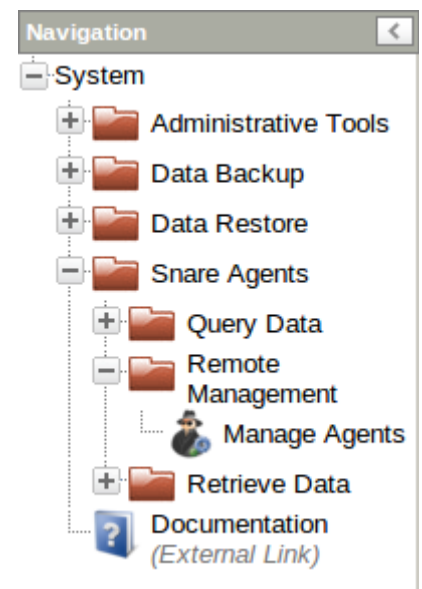 Navigation
System
Administrative Tools
Data Backup
Data Restore
Snare Agents
Query Data
Remote
Management
Manage Agents
Retrieve Data
Documentation
(External Link)